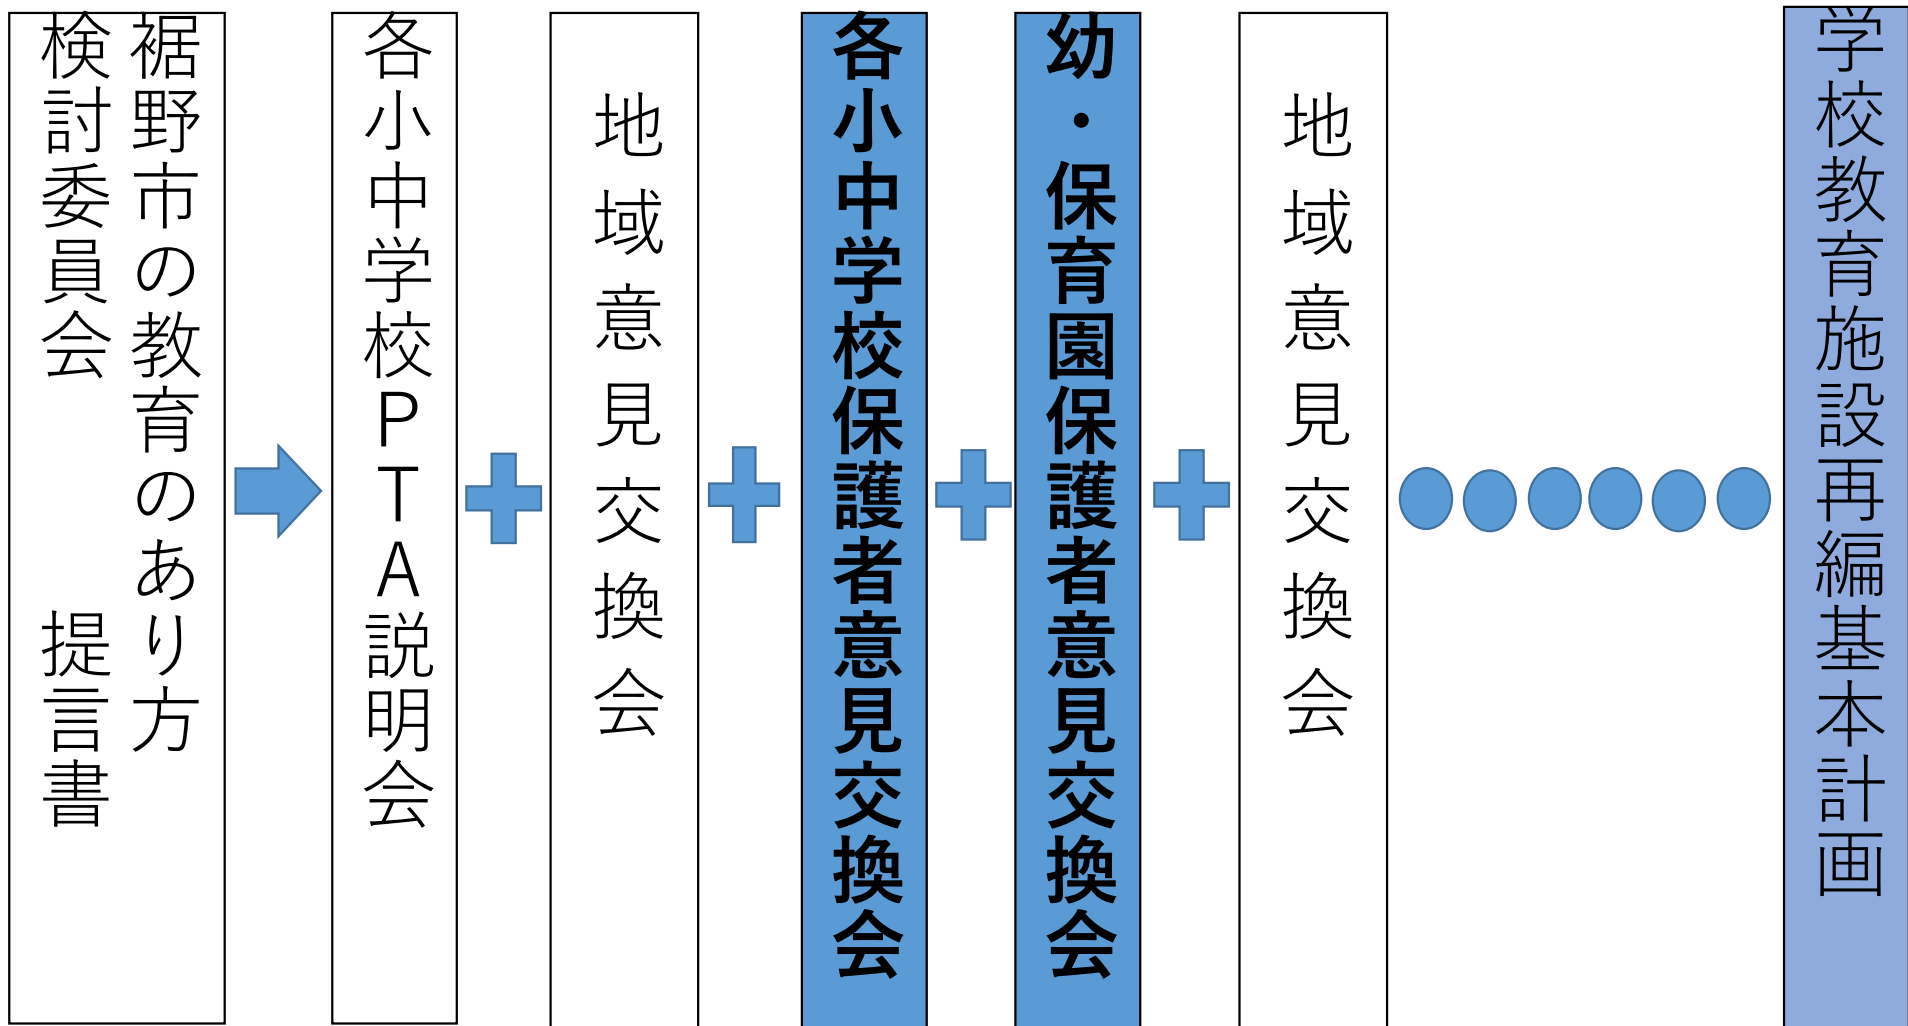 裾野市の教育のあり方
検討委員会　　　提言書
各小中学校PTA説明会
地域意見交換会
各小中学校保護者意見交換会
幼・保育園保護者意見交換会
地域意見交換会
学校教育施設再編基本計画